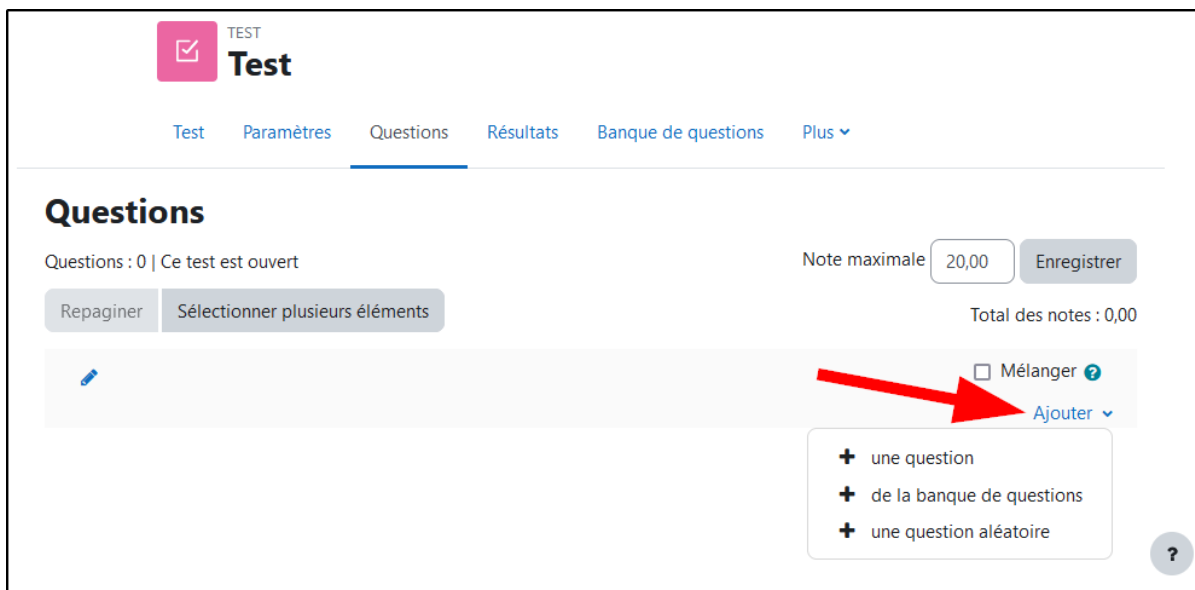 TEST
Test
Test Paramètres Questions Résultats Banque de questions Plus
Questions
Questions : 0 | Ce test est ouvert
Note maximale 20,00 Enregistrer
Repaginer Sélectionner plusieurs éléments
Total des notes : 0,00
Mélanger ?
Ajouter
+ une question
+ de la banque de questions
+ une question aléatoire
?